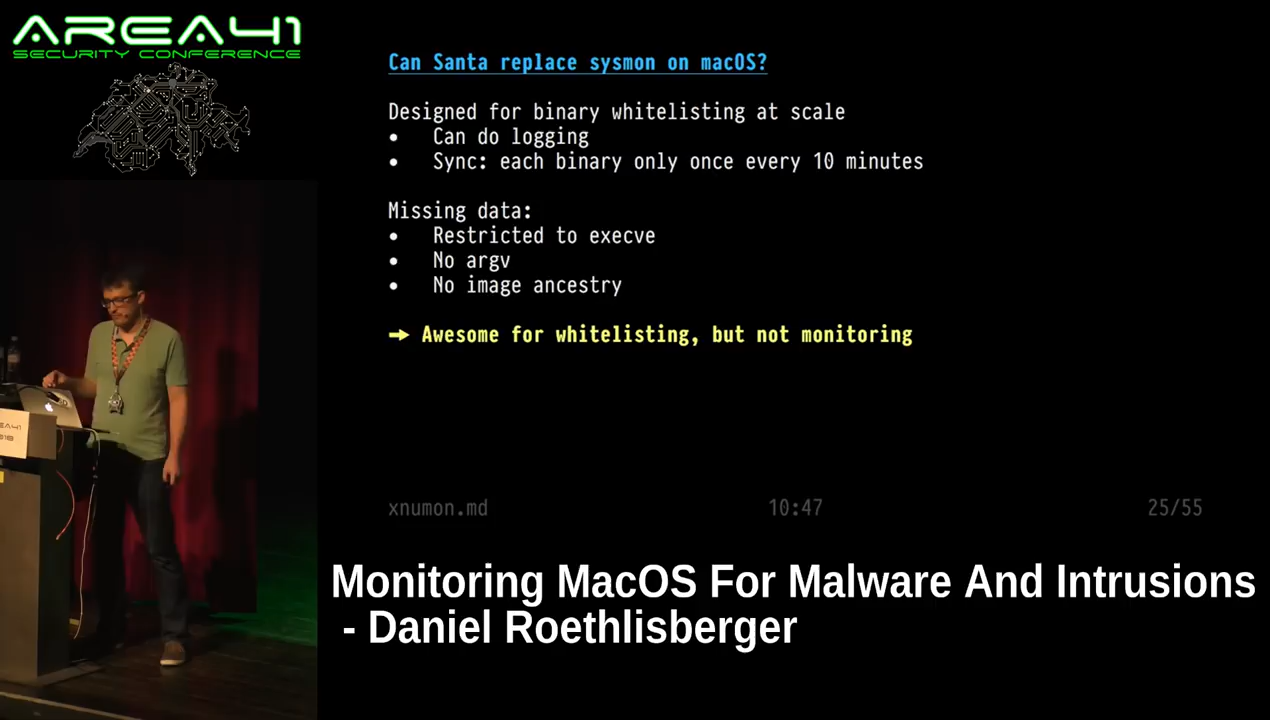 AREA41
SECURITY CONFERENCE
Can Santa replace sysmon on macOS?
Designed for binary whitelisting at scale
• Can do logging
• Sync: each binary only once every 10 minutes
Missing data:
• Restricted to execve
• No argv
• No image ancestry
➞ Awesome for whitelisting, but not monitoring
xnumon.md 10:47 25/55
Monitoring MacOS For Malware And Intrusions
- Daniel Roethlisberger